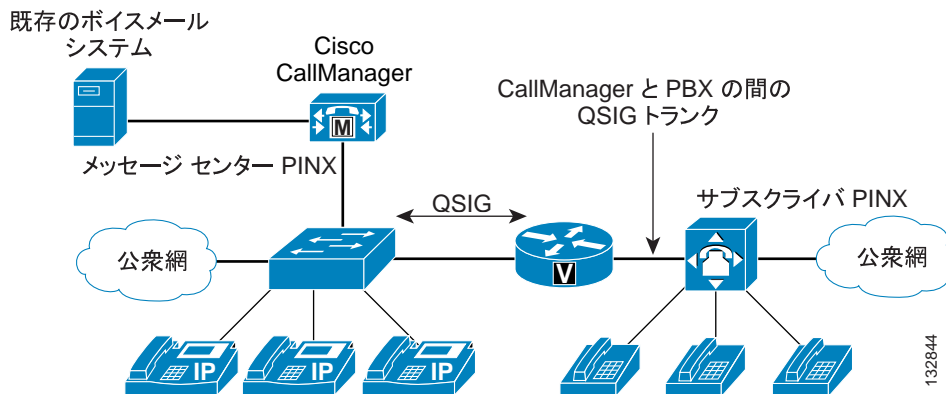 既存のボイスメール
システム
Cisco
CallManager
M
CallManager と PBX の間の
QSIG トランク
メッセージ センター PINX
QSIG
サブスクライバ PINX
公衆網
V
公衆網
IP
IP
IP
132844